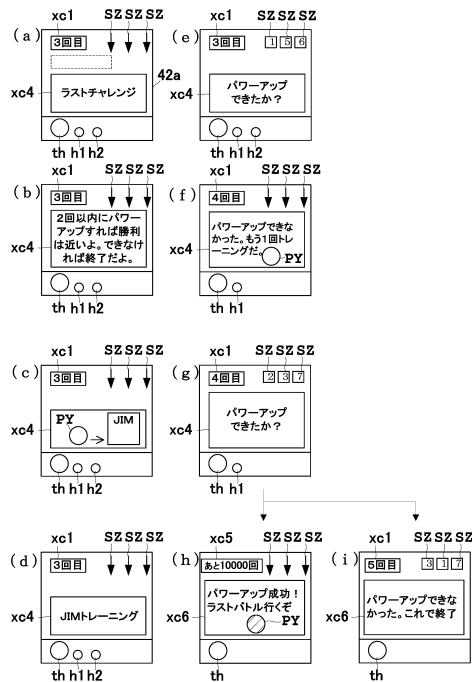 xc1 SZ SZ SZ
(a)
3回目
42a
xc4
ラストチャレンジ
th h1 h2
xc1 SZ SZ SZ
(e)
3回目 1 5 6
xc4
パワーアップ
できたか？
th h1 h2
xc1 SZ SZ SZ
(b)
3回目
xc4
2回以内にパワー
アップすれば勝利
は近いよ。できなけ
れば終了だよ。
th h1 h2
xc1 SZ SZ SZ
(f)
4回目
xc4
パワーアップできな
かった。もう1回トレ
ーニングだ。
PY
th h1
xc1 SZ SZ SZ
(c)
3回目
xc4
PY JIM
th h1 h2
xc1 SZ SZ SZ
(g)
4回目 2 3 7
xc4
パワーアップ
できたか？
th h1
xc1 SZ SZ SZ
(d)
3回目
xc4
JIMトレーニング
th h1 h2
xc5 SZ SZ SZ
(h)
あと10000回
xc6
パワーアップ成功！
ラストバトル行くぞ
PY
th
xc1 SZ SZ SZ
(i)
5回目 3 1 7
xc6
パワーアップできな
かった。これで終了
th